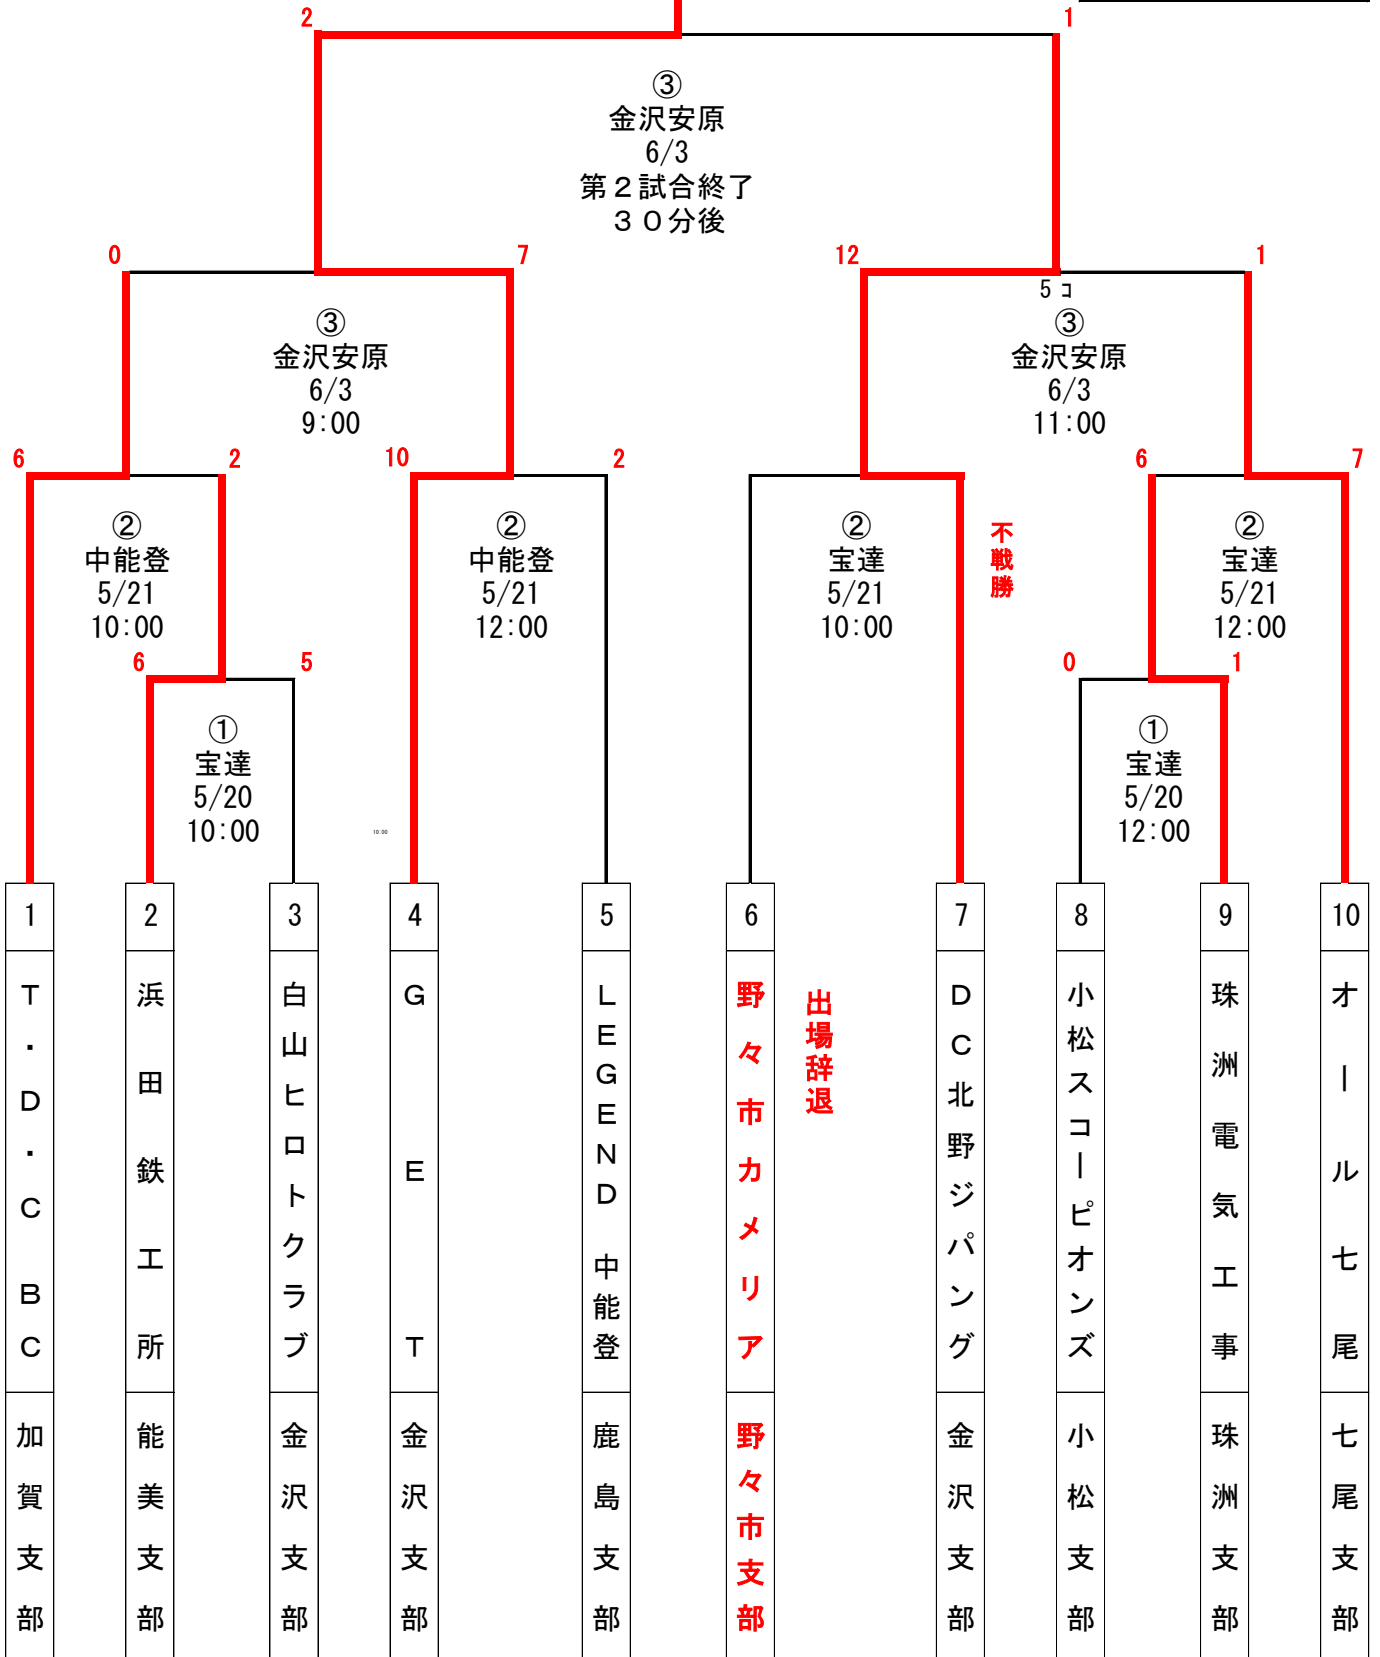 2
1
③
金沢安原
6/3
第２試合終了
３０分後
0
7
12
1
5 コ
③
金沢安原
6/3
9:00
③
金沢安原
6/3
11:00
6
2
10
2
6
7
②
中能登
5/21
10:00
②
中能登
5/21
12:00
②
宝達
5/21
10:00
不戦勝
②
宝達
5/21
12:00
6
5
0
1
①
宝達
5/20
10:00
10:00
①
宝達
5/20
12:00
1
2
3
4
5
6
7
8
9
10
Ｔ・Ｄ・Ｃ ＢＣ
浜田鉄工所
白山ヒロトクラブ
ＧＥＴ
ＬＥＧＥＮＤ 中能登
野々市カメリア
出場辞退
ＤＣ北野ジパング
小松スコーピオンズ
珠洲電気工事
オール七尾
加賀支部
能美支部
金沢支部
金沢支部
鹿島支部
野々市支部
金沢支部
小松支部
珠洲支部
七尾支部